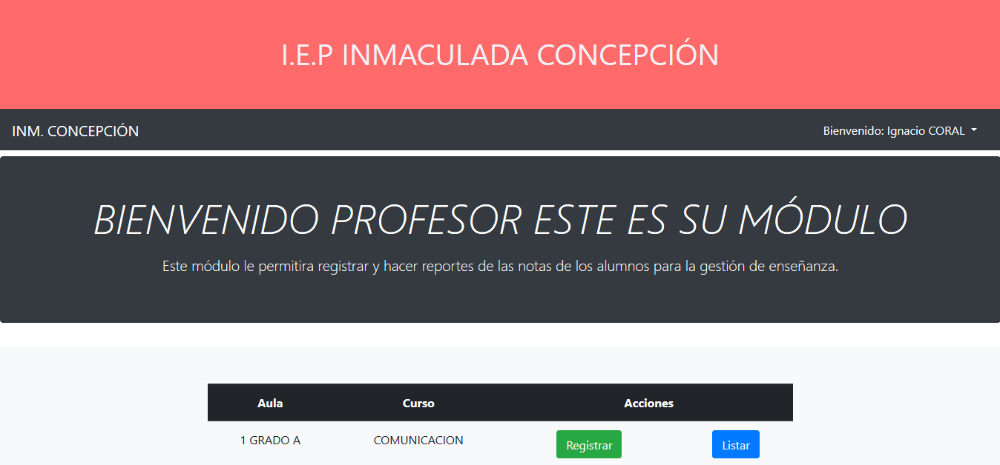 I.E.P INMACULADA CONCEPCIÓN
INM. CONCEPCIÓN
Bienvenido: Ignacio CORAL
BIENVENIDO PROFESOR ESTE ES SU MÓDULO
Este módulo le permitira registrar y hacer reportes de las notas de los alumnos para la gestión de enseñanza.
Aula Curso Acciones
1 GRADO A COMUNICACION Registrar Listar